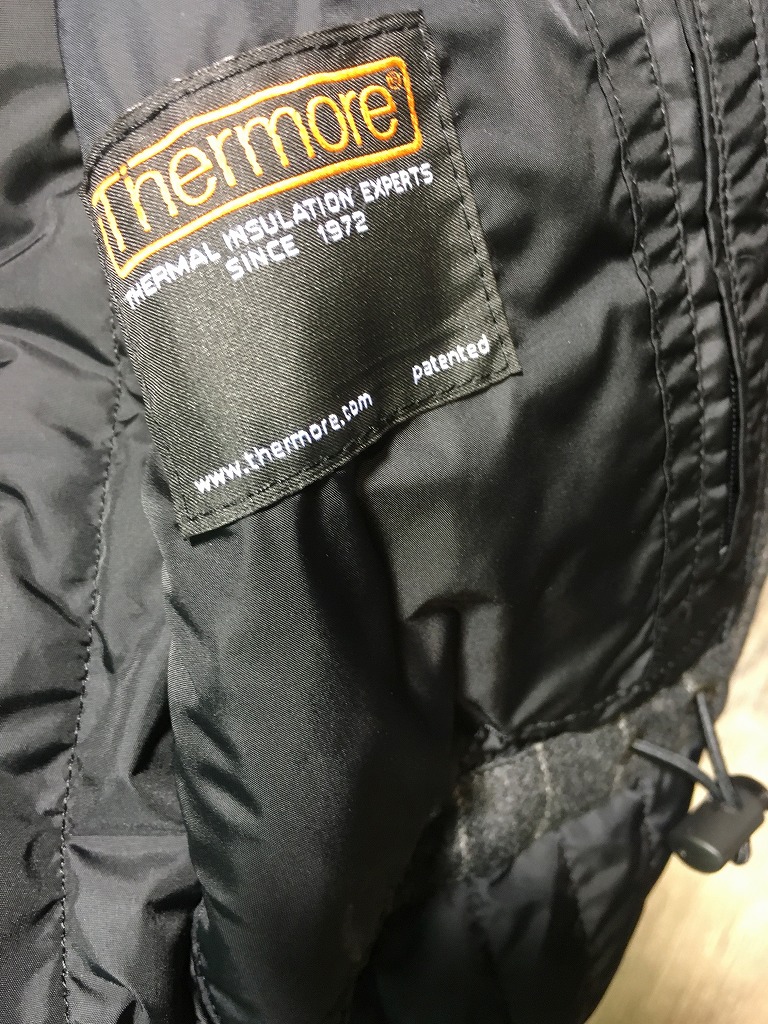 Thermore®
THERMAL INSULATION EXPERTS
SINCE 1972
www.thermore.com patented